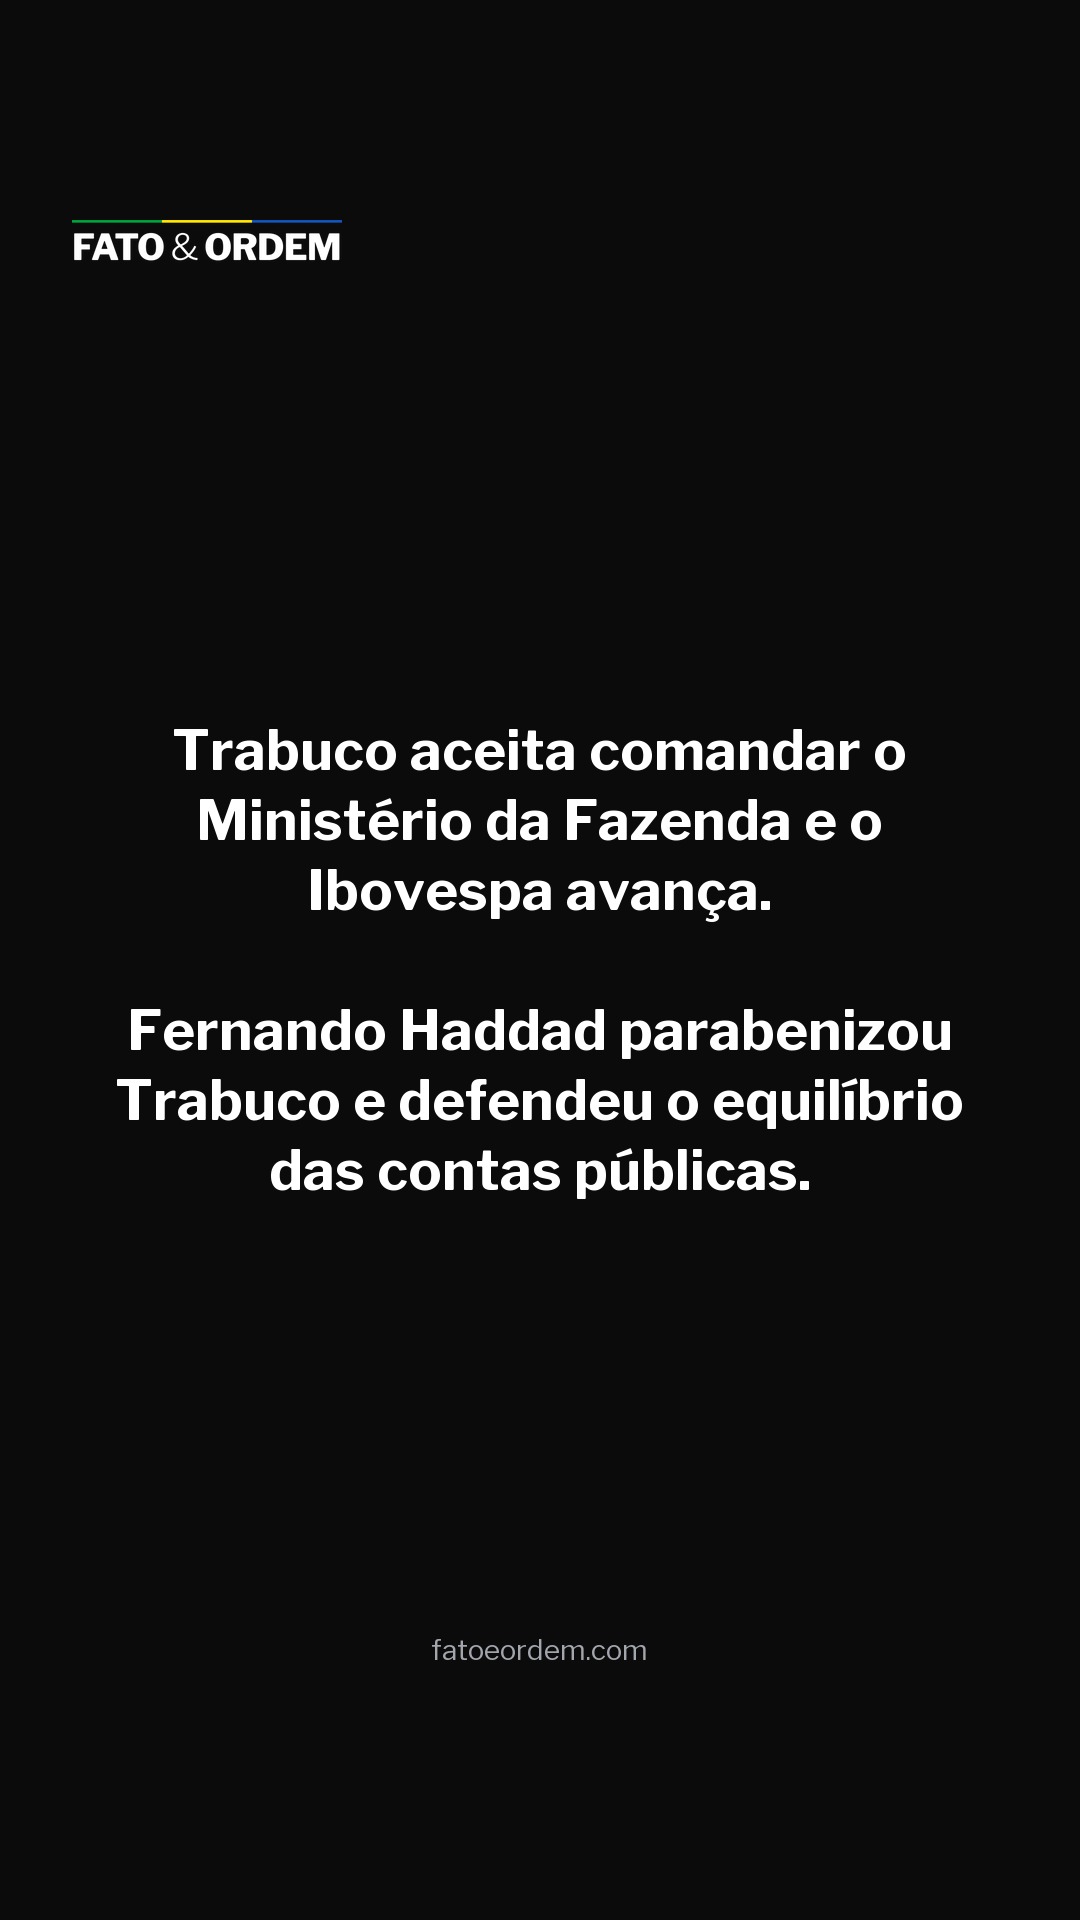 FATO & ORDEM
Trabuco aceita comandar o
Ministério da Fazenda e o
Ibovespa avança.
Fernando Haddad parabenizou
Trabuco e defendeu o equilíbrio
das contas públicas.
fatoeordem.com